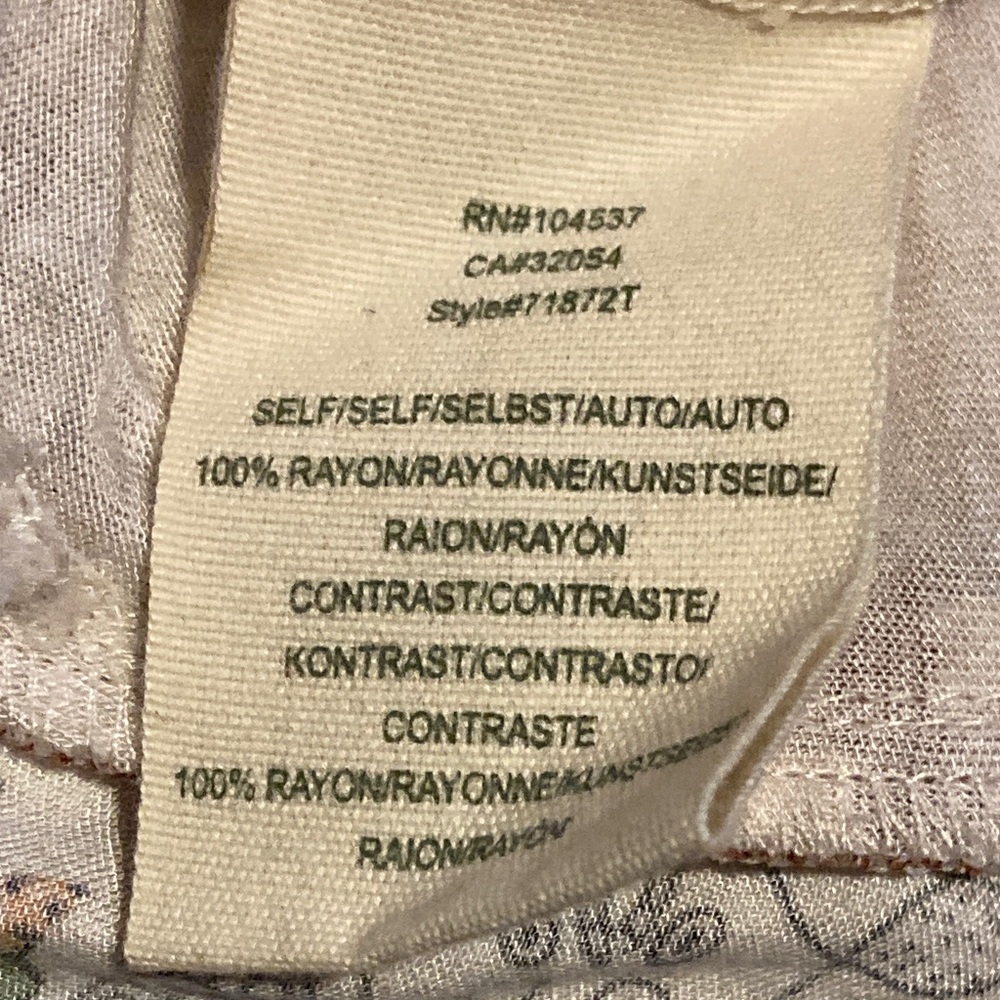 RN#104537
CA#32054
Style#71872T
SELF/SELF/SELBST/AUTO/AUTO
100% RAYON/RAYONNE/KUNSTSEIDE/
RAION/RAYÓN
CONTRAST/CONTRASTE/
KONTRAST/CONTRASTO/
CONTRASTE
100% RAYON/RAYONNE/KUNSTSEIDE/
RAION/RAYÓN